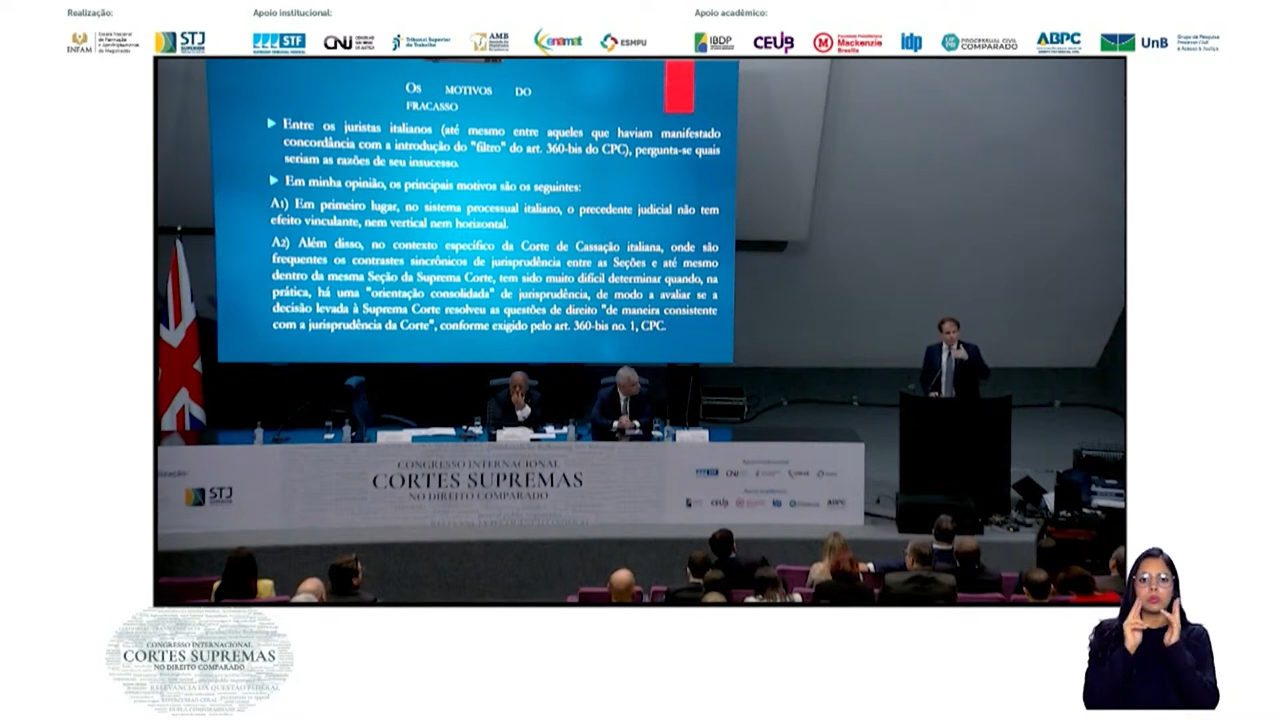 Realização:
Apoio institucional:
Apoio acadêmico:
ENFAM
STJ
STF
CNJ
Tribunal Superior do Trabalho
AMB
enamat
ESMPU
IBDP
CEUB
Mackenzie
Brasília
idp
PROCESSUAL CIVIL
COMPARADO
ABPC
UnB
Os motivos do
fracasso
Entre os juristas italianos (até mesmo entre aqueles que haviam manifestado
concordância com a introdução do "filtro" do art. 360-bis do CPC), pergunta-se quais
seriam as razões de seu insucesso.
Em minha opinião, os principais motivos são os seguintes:
A1) Em primeiro lugar, no sistema processual italiano, o precedente judicial não tem
efeito vinculante, nem vertical nem horizontal.
A2) Além disso, no contexto específico da Corte de Cassação italiana, onde são
frequentes os contrastes sincrônicos de jurisprudência entre as Seções e até mesmo
dentro da mesma Seção da Suprema Corte, tem sido muito difícil determinar quando, na
prática, há uma "orientação consolidada" de jurisprudência, de modo a avaliar se a
decisão levada à Suprema Corte resolveu as questões de direito "de maneira consistente
com a jurisprudência da Corte", conforme exigido pelo art. 360-bis no. 1, CPC.
CONGRESSO INTERNACIONAL
CORTES SUPREMAS
NO DIREITO COMPARADO
STJ
CNJ
CEUB
ABPC
CONGRESSO INTERNACIONAL
CORTES SUPREMAS
NO DIREITO COMPARADO
RELEVANCIA DA QUESTÃO FEDERAL